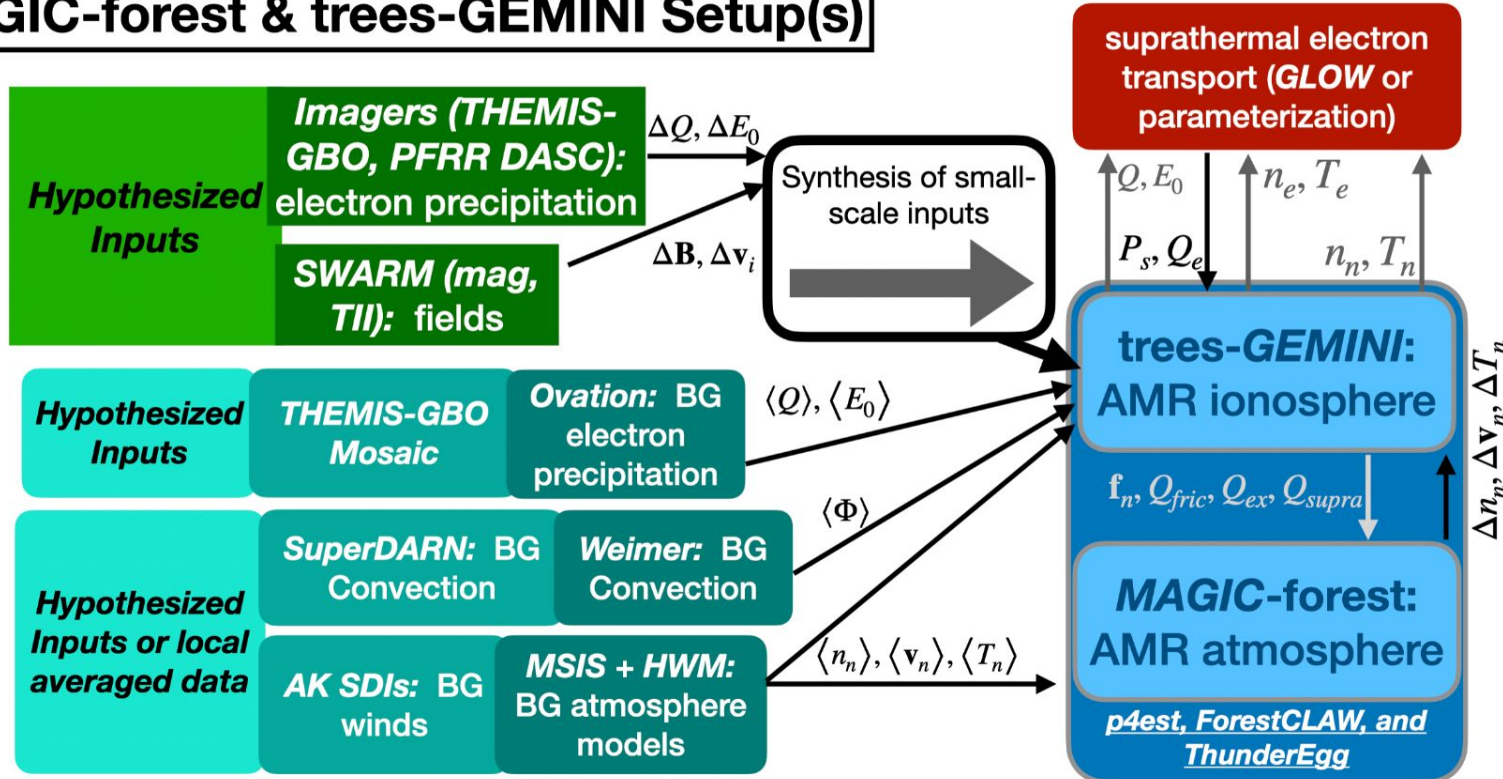 GIC-forest & trees-GEMINI Setup(s)
suprathermal electron
transport (GLOW or
parameterization)
Hypothesized
Inputs
Imagers (THEMIS-
GBO, PFRR DASC):
electron precipitation
SWARM (mag,
TII): fields
ΔQ, ΔE₀
ΔB, Δvᵢ
Synthesis of small-
scale inputs
Q, E₀
Pₛ, Qₑ
nₑ, Tₑ
nₙ, Tₙ
trees-GEMINI:
AMR ionosphere
fₙ, Q_fric, Q_ex, Q_supra
Δnₙ, Δvₙ, ΔTₙ
MAGIC-forest:
AMR atmosphere
p4est, ForestCLAW, and
ThunderEgg
Hypothesized
Inputs
THEMIS-GBO
Mosaic
Ovation: BG
electron
precipitation
⟨Q⟩, ⟨E₀⟩
Hypothesized
Inputs or local
averaged data
SuperDARN: BG
Convection
Weimer: BG
Convection
⟨Φ⟩
AK SDIs: BG
winds
MSIS + HWM:
BG atmosphere
models
⟨nₙ⟩, ⟨vₙ⟩, ⟨Tₙ⟩